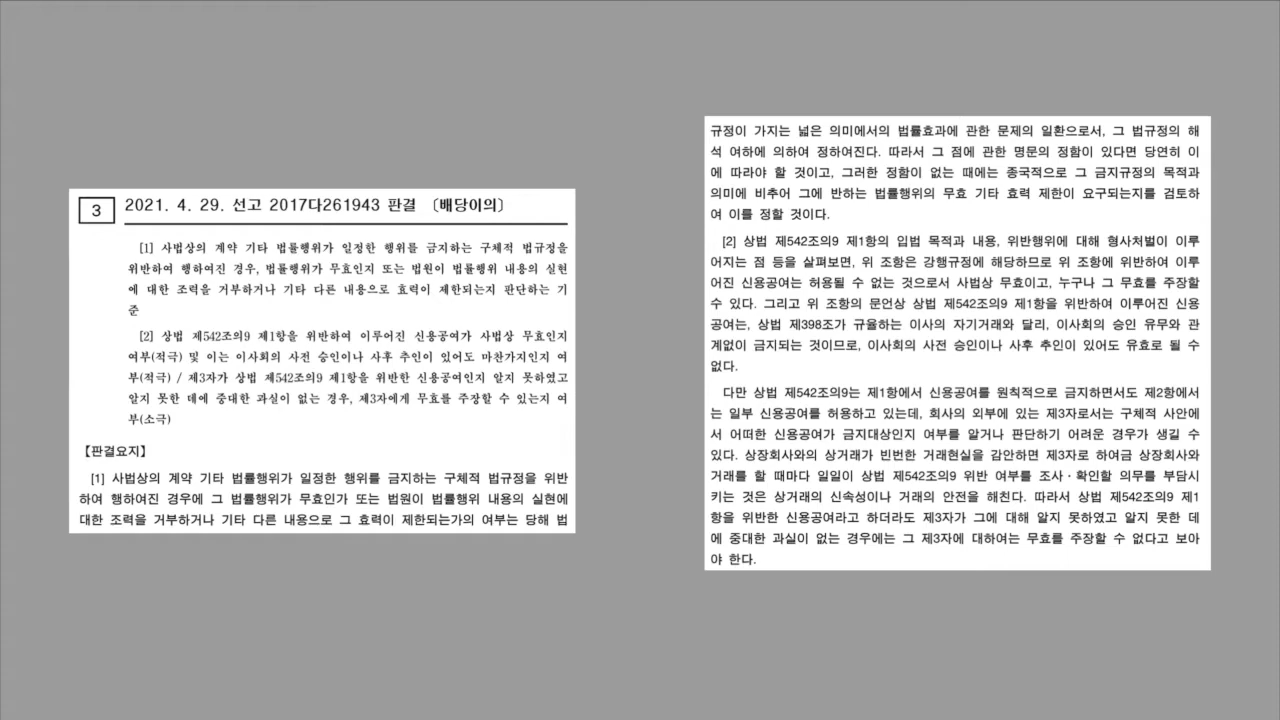 3
2021. 4. 29. 선고 2017다261943 판결 〔배당이의〕
[1] 사법상의 계약 기타 법률행위가 일정한 행위를 금지하는 구체적 법규정을
위반하여 행하여진 경우, 법률행위가 무효인지 또는 법원이 법률행위 내용의 실현
에 대한 조력을 거부하거나 기타 다른 내용으로 효력이 제한되는지 판단하는 기
준
[2] 상법 제542조의9 제1항을 위반하여 이루어진 신용공여가 사법상 무효인지
여부(적극) 및 이는 이사회의 사전 승인이나 사후 추인이 있어도 마찬가지인지 여
부(적극) / 제3자가 상법 제542조의9 제1항을 위반한 신용공여인지 알지 못하였고
알지 못한 데에 중대한 과실이 없는 경우, 제3자에게 무효를 주장할 수 있는지 여
부(소극)
【판결요지】
[1] 사법상의 계약 기타 법률행위가 일정한 행위를 금지하는 구체적 법규정을 위반
하여 행하여진 경우에 그 법률행위가 무효인가 또는 법원이 법률행위 내용의 실현에
대한 조력을 거부하거나 기타 다른 내용으로 그 효력이 제한되는가의 여부는 당해 법
규정이 가지는 넓은 의미에서의 법률효과에 관한 문제의 일환으로서, 그 법규정의 해
석 여하에 의하여 정하여진다. 따라서 그 점에 관한 명문의 정함이 있다면 당연히 이
에 따라야 할 것이고, 그러한 정함이 없는 때에는 종국적으로 그 금지규정의 목적과
의미에 비추어 그에 반하는 법률행위의 무효 기타 효력 제한이 요구되는지를 검토하
여 이를 정할 것이다.
[2] 상법 제542조의9 제1항의 입법 목적과 내용, 위반행위에 대해 형사처벌이 이루
어지는 점 등을 살펴보면, 위 조항은 강행규정에 해당하므로 위 조항에 위반하여 이루
어진 신용공여는 허용될 수 없는 것으로서 사법상 무효이고, 누구나 그 무효를 주장할
수 있다. 그리고 위 조항의 문언상 상법 제542조의9 제1항을 위반하여 이루어진 신용
공여는, 상법 제398조가 규율하는 이사의 자기거래와 달리, 이사회의 승인 유무와 관
계없이 금지되는 것이므로, 이사회의 사전 승인이나 사후 추인이 있어도 유효로 될 수
없다.
다만 상법 제542조의9는 제1항에서 신용공여를 원칙적으로 금지하면서도 제2항에서
는 일부 신용공여를 허용하고 있는데, 회사의 외부에 있는 제3자로서는 구체적 사안에
서 어떠한 신용공여가 금지대상인지 여부를 알거나 판단하기 어려운 경우가 생길 수
있다. 상장회사와의 상거래가 빈번한 거래현실을 감안하면 제3자로 하여금 상장회사와
거래를 할 때마다 일일이 상법 제542조의9 위반 여부를 조사·확인할 의무를 부담시
키는 것은 상거래의 신속성이나 거래의 안전을 해친다. 따라서 상법 제542조의9 제1
항을 위반한 신용공여라고 하더라도 제3자가 그에 대해 알지 못하였고 알지 못한 데
에 중대한 과실이 없는 경우에는 그 제3자에 대하여는 무효를 주장할 수 없다고 보아
야 한다.